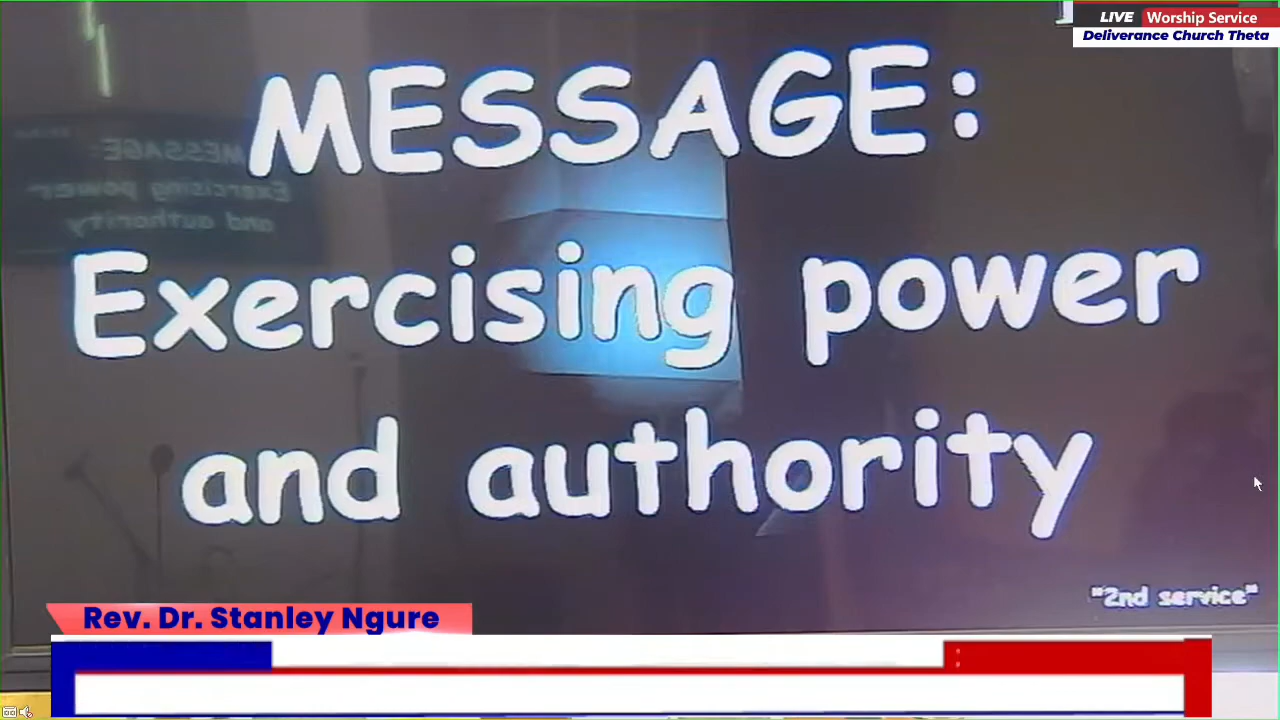 LIVE Worship Service
Deliverance Church Theta
MESSAGE:
Exercising power
and authority
"2nd service"
Rev. Dr. Stanley Ngure